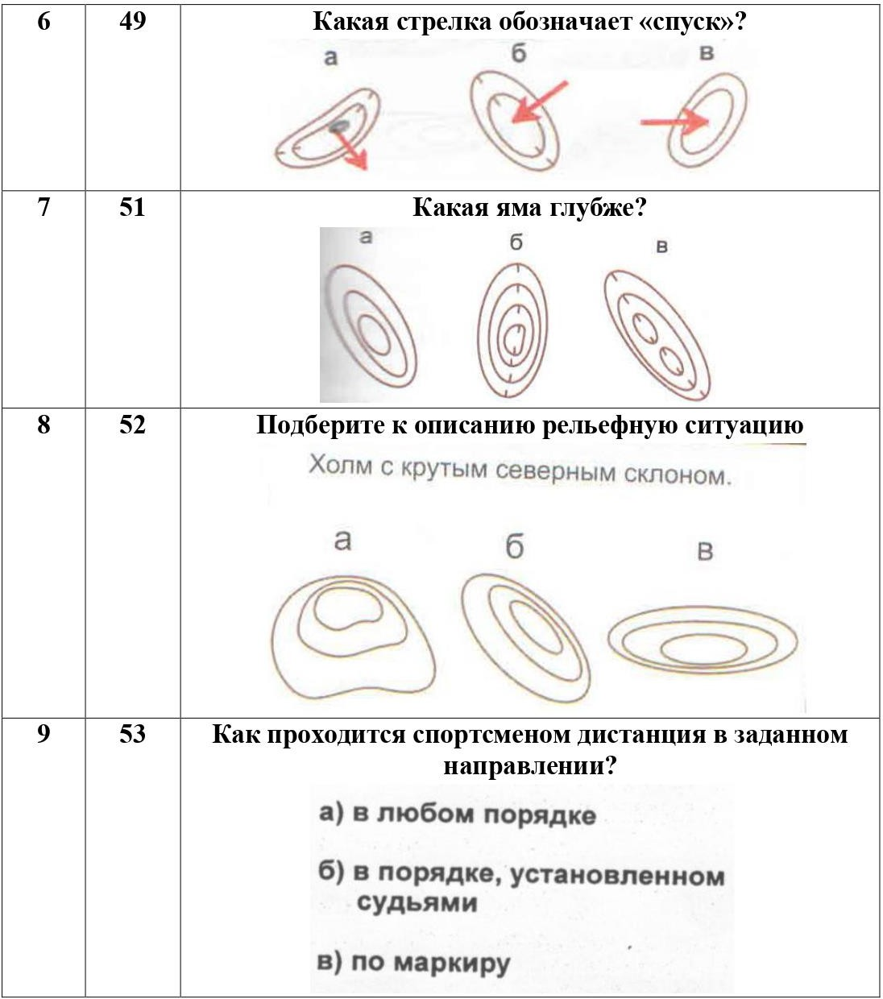 6 49 Какая стрелка обозначает «спуск»?
а б в
7 51 Какая яма глубже?
а б в
8 52 Подберите к описанию рельефную ситуацию
Холм с крутым северным склоном.
а б в
9 53 Как проходится спортсменом дистанция в заданном
направлении?
а) в любом порядке
б) в порядке, установленном
судьями
в) по маркиру